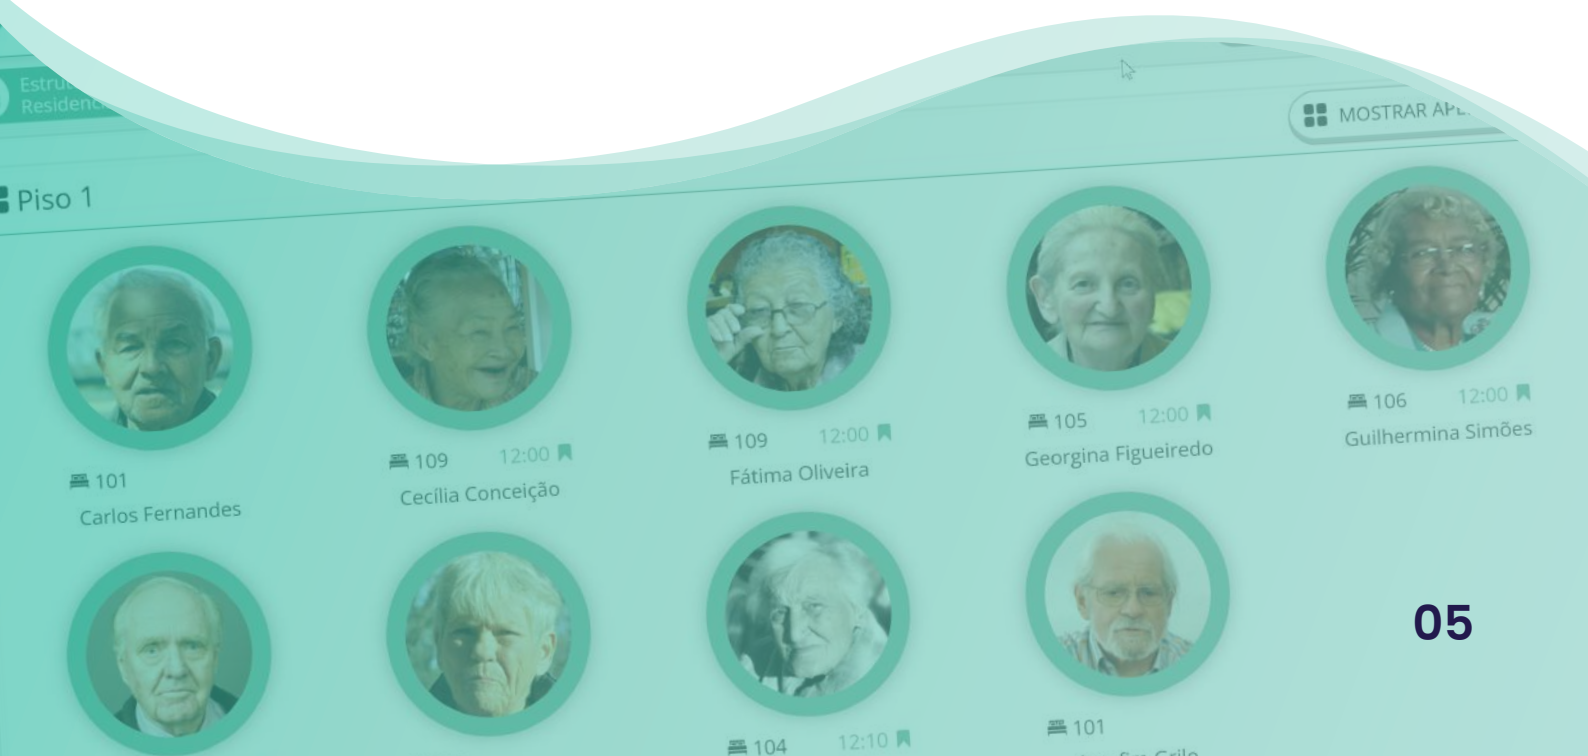 MOSTRAR
Piso 1
101
Carlos Fernandes
109 12:00
Cecília Conceição
109 12:00
Fátima Oliveira
105 12:00
Georgina Figueiredo
106 12:00
Guilhermina Simões
104 12:10
101
05